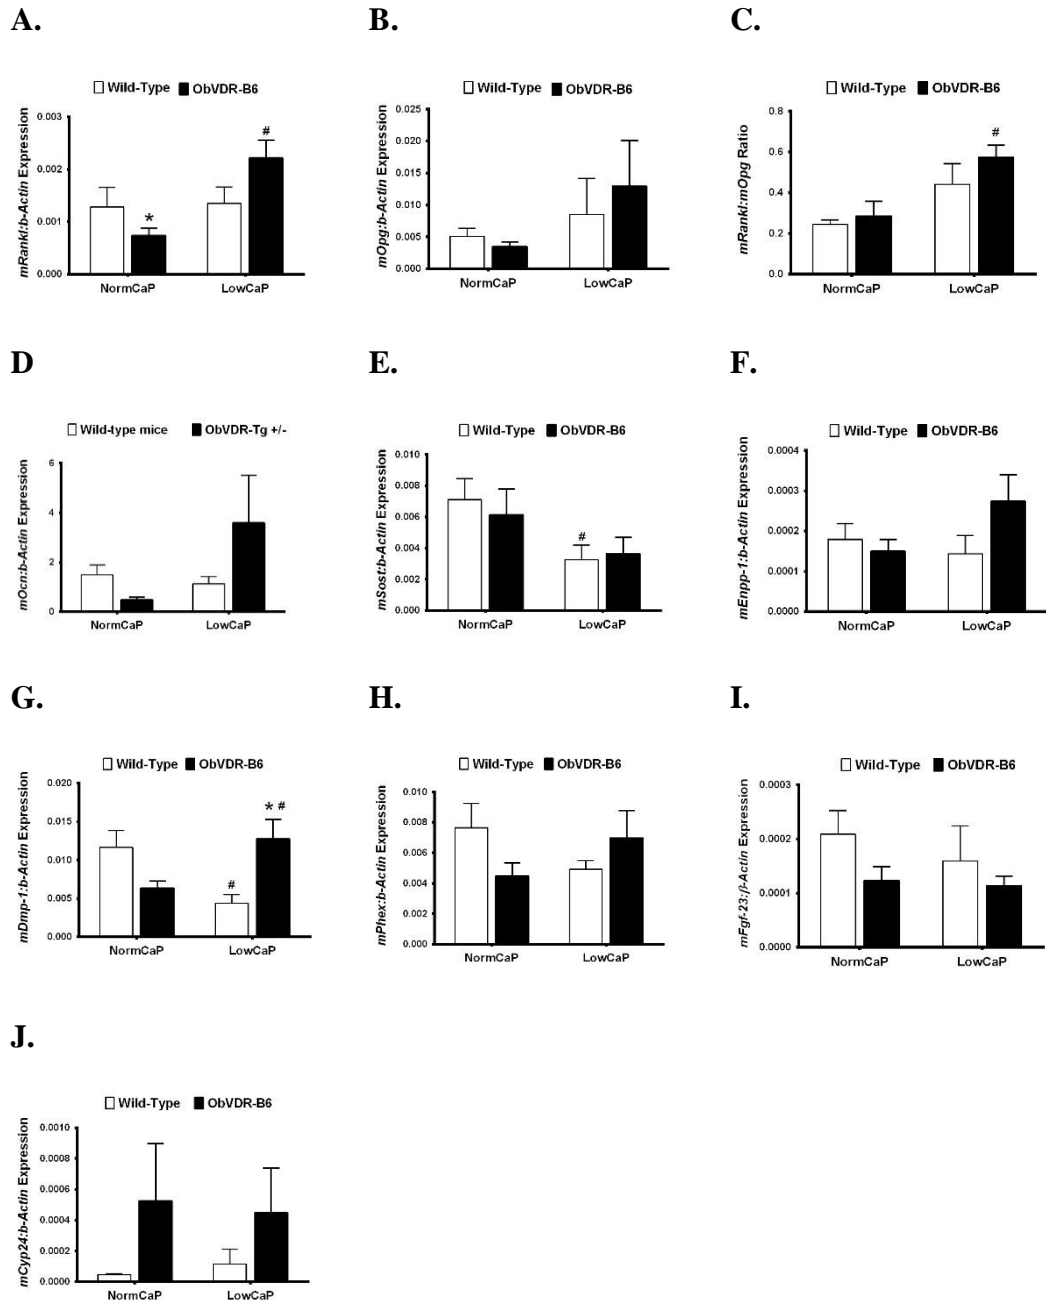 A.
Wild-Type ObVDR-B6
mRankl:b-Actin Expression
0.003
0.002
0.001
0.000
#
*
NormCaP LowCaP
B.
Wild-Type ObVDR-B6
mOpg:b-Actin Expression
0.025
0.020
0.015
0.010
0.005
0.000
NormCaP LowCaP
C.
Wild-Type ObVDR-B6
mRankl:mOpg Ratio
0.8
0.6
0.4
0.2
0.0
#
NormCaP LowCaP
D
Wild-type mice ObVDR-Tg +/-
mOcn:b-Actin Expression
6
4
2
0
NormCaP LowCaP
E.
Wild-Type ObVDR-B6
mSost:b-Actin Expression
0.010
0.008
0.006
0.004
0.002
0.000
#
NormCaP LowCaP
F.
Wild-Type ObVDR-B6
mEnpp-1:b-Actin Expression
0.0004
0.0003
0.0002
0.0001
0.0000
NormCaP LowCaP
G.
Wild-Type ObVDR-B6
mDmp-1:b-Actin Expression
0.020
0.015
0.010
0.005
0.000
* #
#
NormCaP LowCaP
H.
Wild-Type ObVDR-B6
mPhex:b-Actin Expression
0.010
0.008
0.006
0.004
0.002
0.000
NormCaP LowCaP
I.
Wild-Type ObVDR-B6
mFgf-23:β-Actin Expression
0.0003
0.0002
0.0001
0.0000
NormCaP LowCaP
J.
Wild-Type ObVDR-B6
mCyp24:b-Actin Expression
0.0010
0.0008
0.0006
0.0004
0.0002
0.0000
NormCaP LowCaP